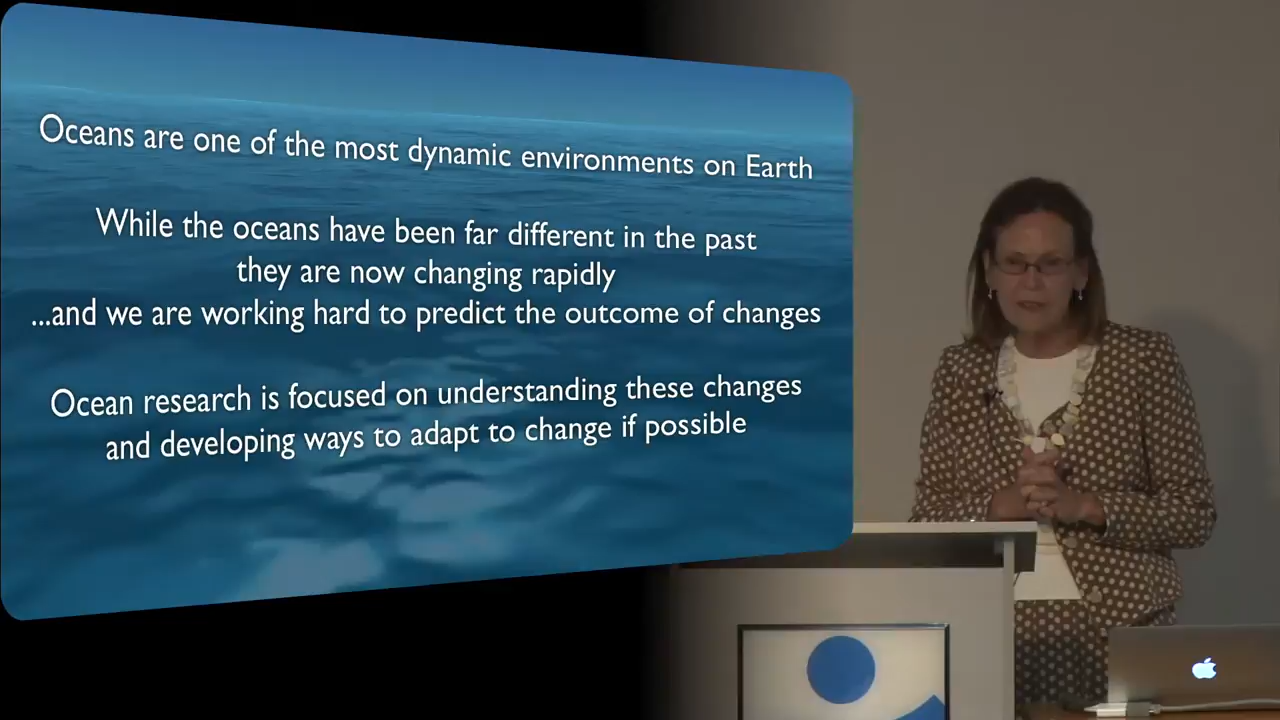 Oceans are one of the most dynamic environments on Earth
While the oceans have been far different in the past
they are now changing rapidly
...and we are working hard to predict the outcome of changes
Ocean research is focused on understanding these changes
and developing ways to adapt to change if possible